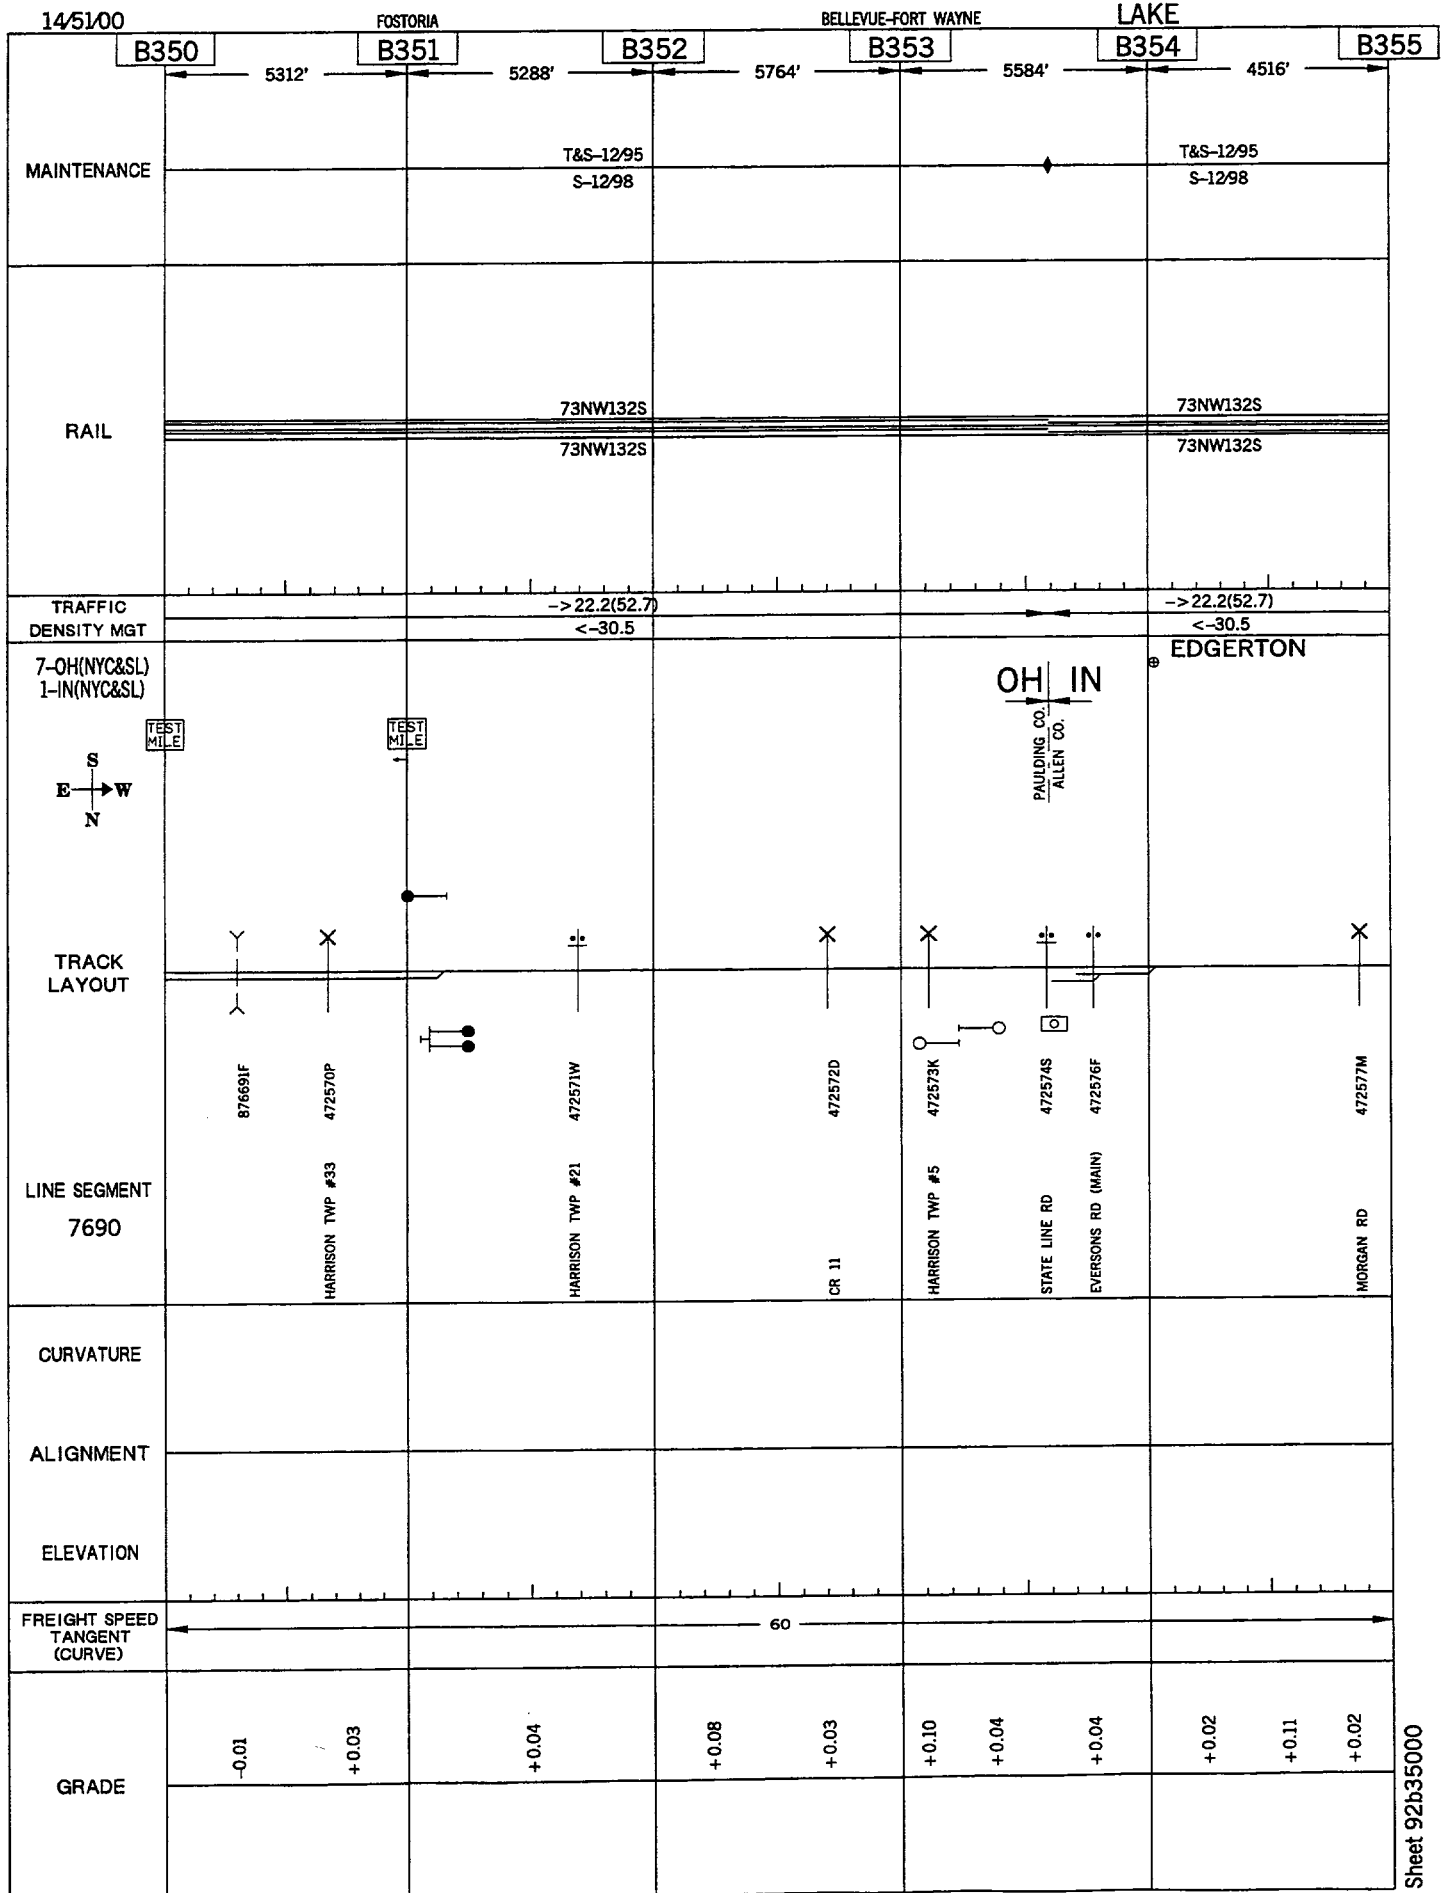 14/51/00 FOSTORIA BELLEVUE-FORT WAYNE LAKE
B350 B351 B352 B353 B354 B355
5312' 5288' 5764' 5584' 4516'
MAINTENANCE
T&S-12/95 T&S-12/95
S-12/98 S-12/98
RAIL
73NW132S 73NW132S
73NW132S 73NW132S
TRAFFIC
DENSITY MGT
->22.2(52.7) ->22.2(52.7)
<-30.5 <-30.5
7-OH(NYC&SL)
1-IN(NYC&SL)
EDGERTON
OH IN
PAULDING CO.
ALLEN CO.
TEST
MILE
TEST
MILE
S
E W
N
TRACK
LAYOUT
876691F
472570P
472571W
472572D
472573K
472574S
472576F
472577M
LINE SEGMENT
7690
HARRISON TWP #33
HARRISON TWP #21
CR 11
HARRISON TWP #5
STATE LINE RD
EVERSONS RD (MAIN)
MORGAN RD
CURVATURE
ALIGNMENT
ELEVATION
FREIGHT SPEED
TANGENT
(CURVE)
60
GRADE
-0.01
+0.03
+0.04
+0.08
+0.03
+0.10
+0.04
+0.04
+0.02
+0.11
+0.02
Sheet 92b35000